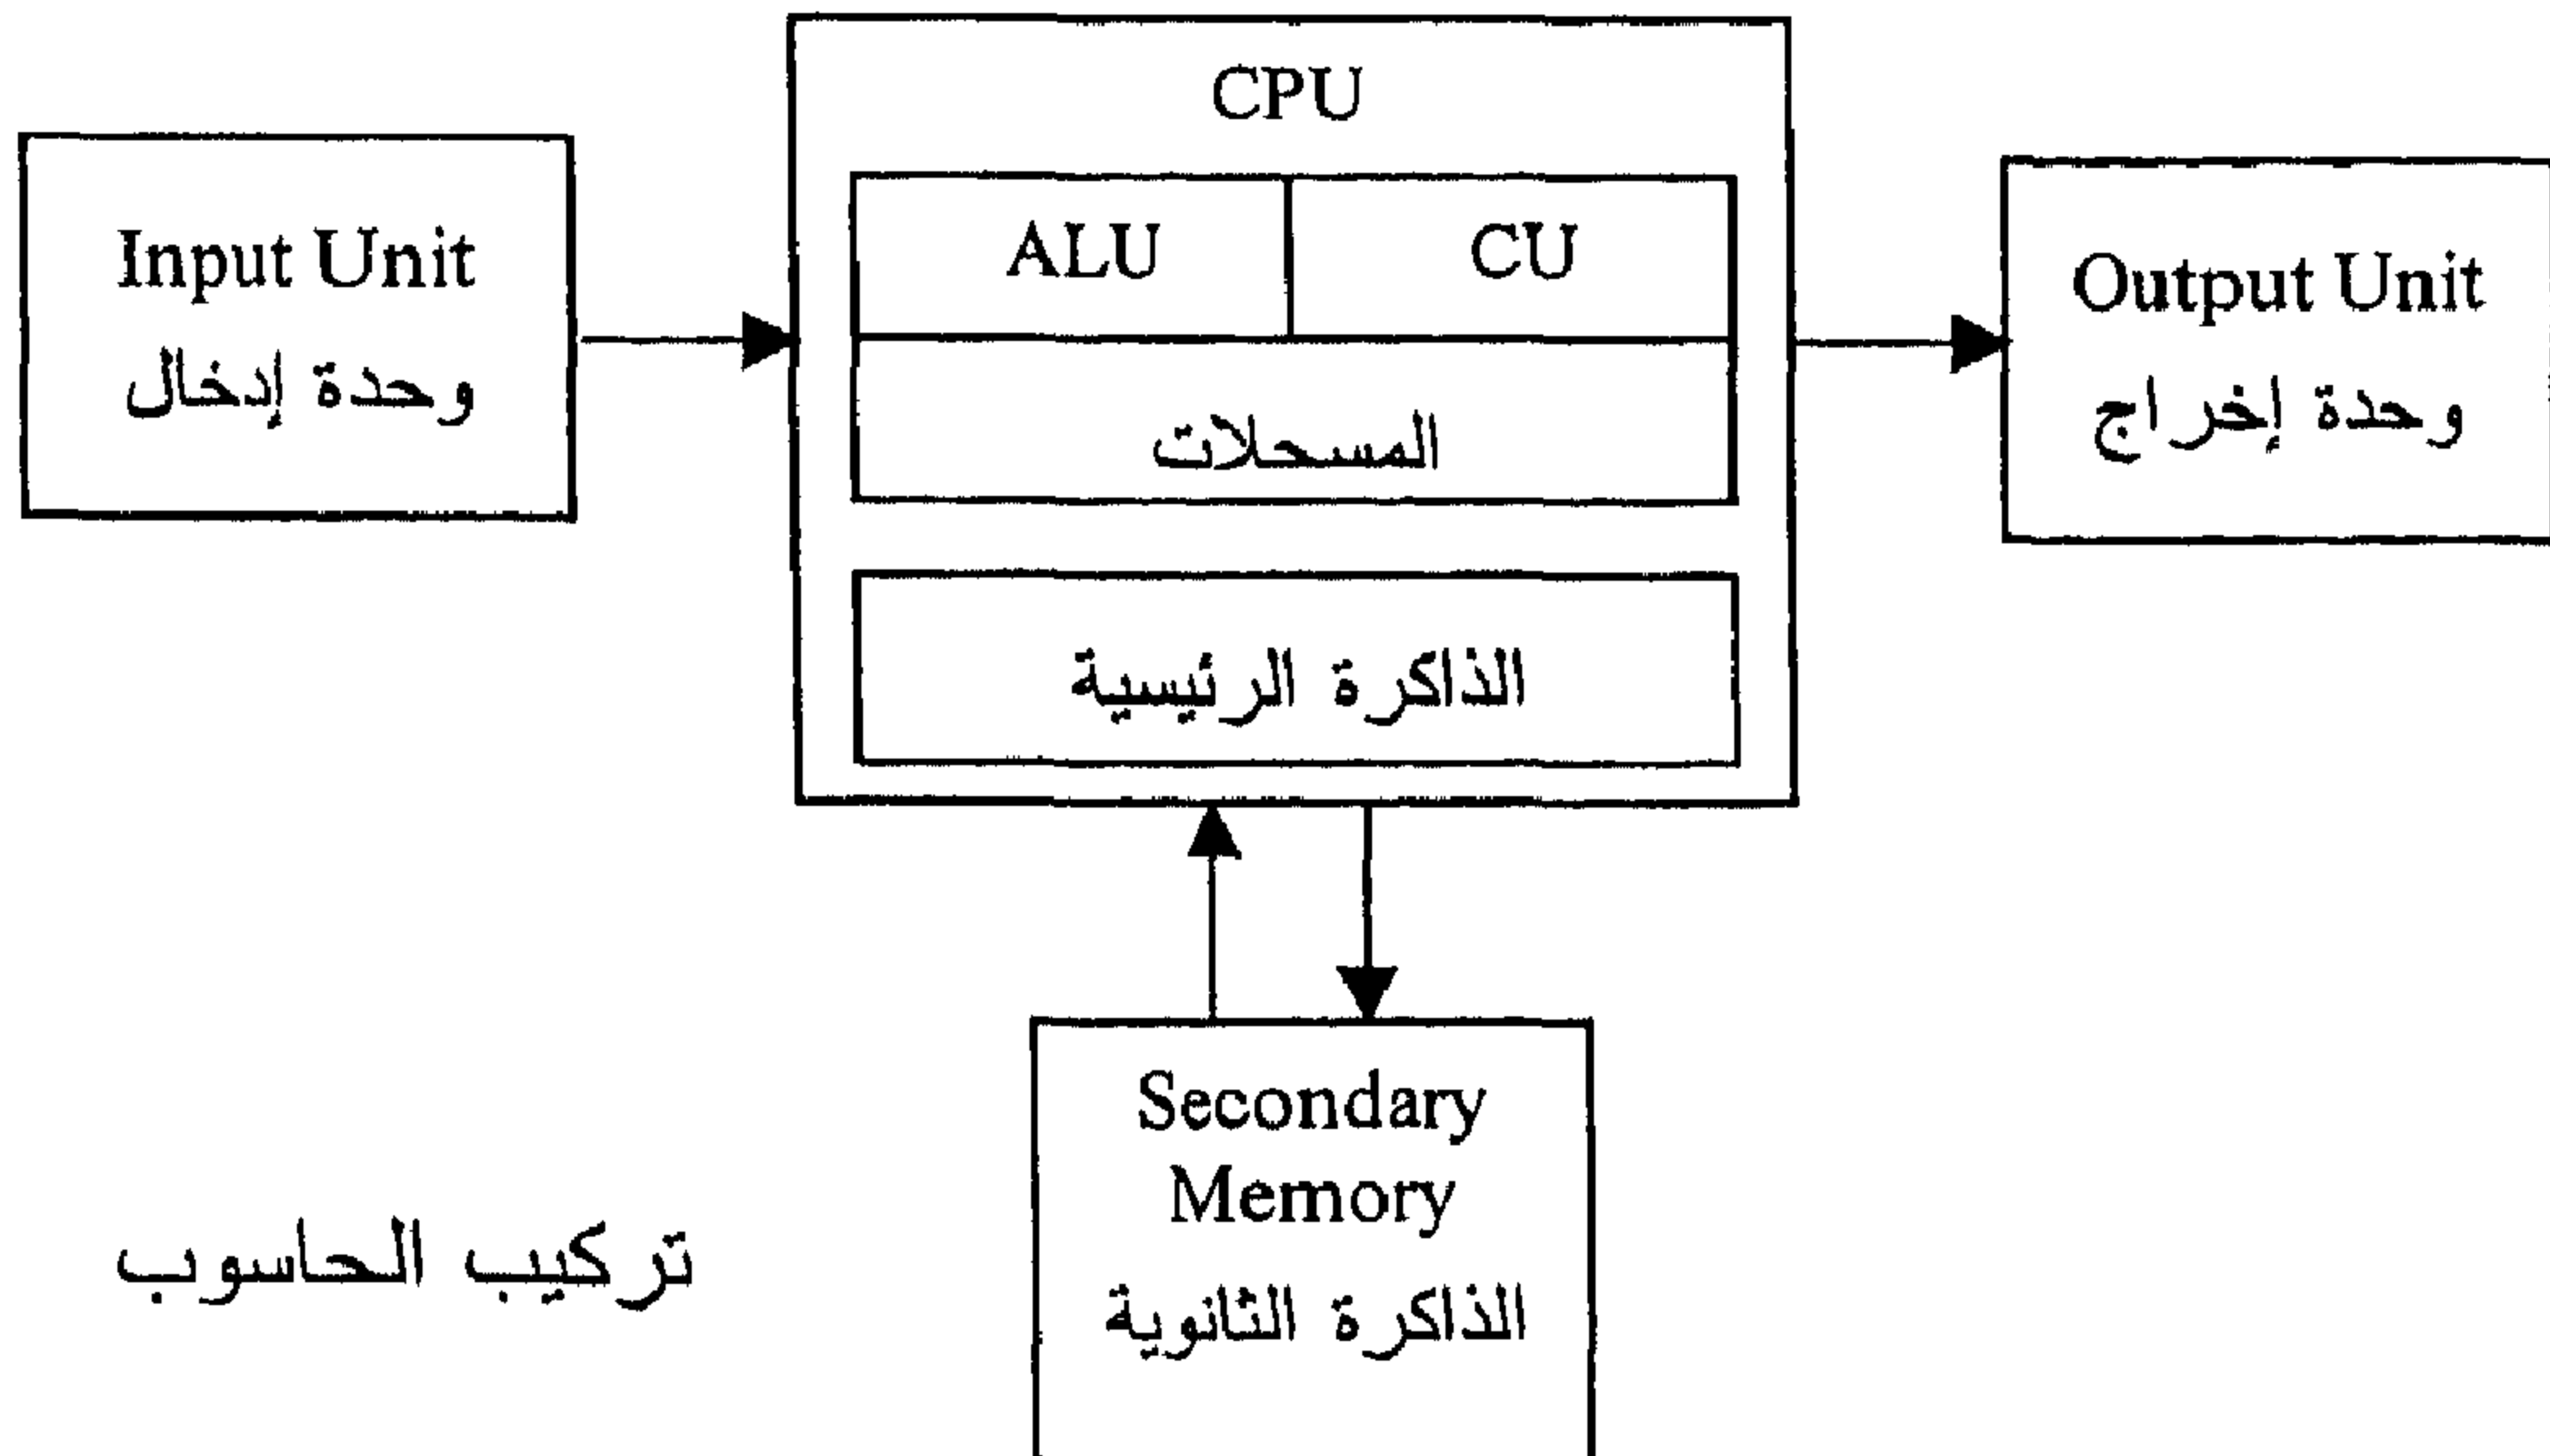 CPU
Input Unit
وحدة إدخال
ALU
CU
المسحلات
الذاكرة الرئيسية
Output Unit
وحدة إخراج
Secondary
Memory
الذاكرة الثانوية
تركيب الحاسوب